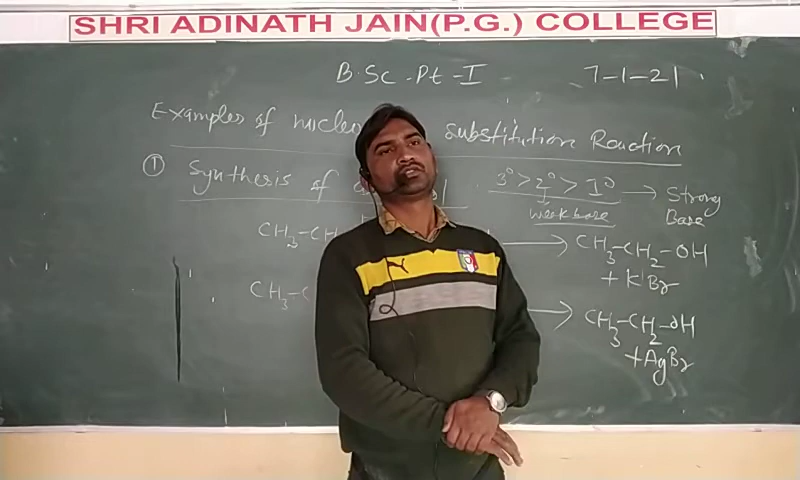 SHRI ADINATH JAIN(P.G.) COLLEGE
B.Sc-Pt-I 7-1-21
Examples of nucleo substitution Reaction
① Synthesis of 3°>2°>1° → Strong Base
weak base
CH3-CH → CH3-CH2-OH
+ KBr
CH3-C → CH3-CH2-OH
+AgBr